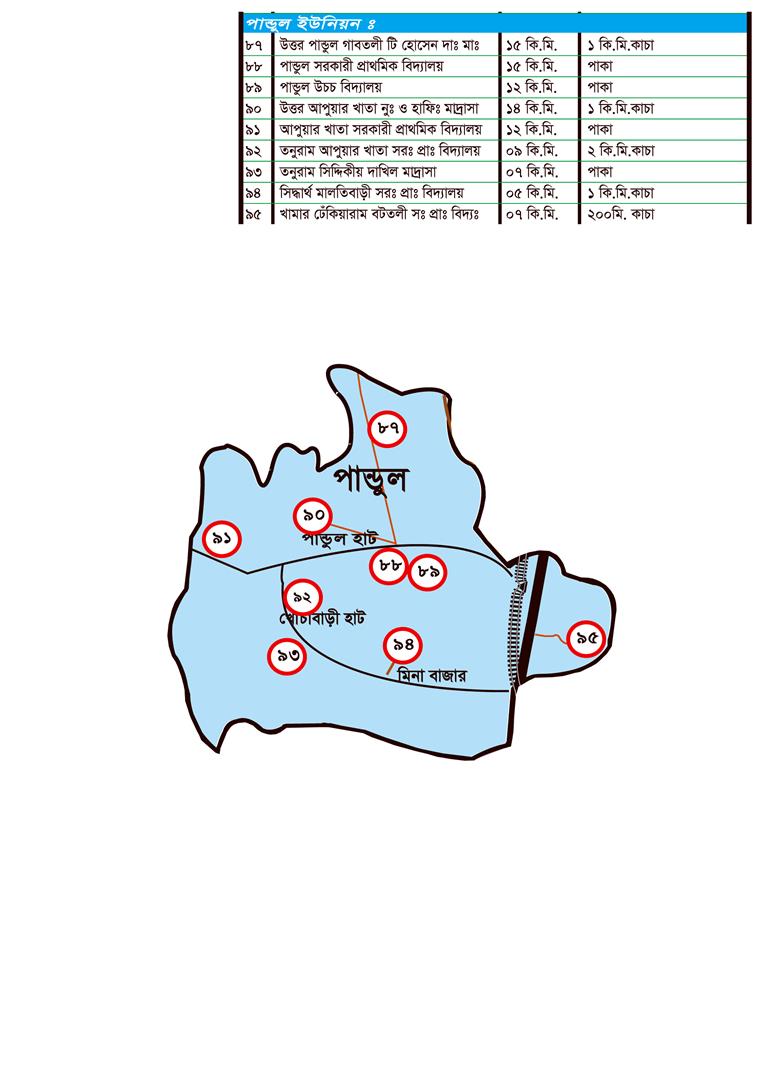 পান্ডুল ইউনিয়ন ঃ
৮৭ উত্তর পান্ডুল গাবতলী টি হোসেন দাঃ মাঃ ১৫ কি.মি. ১ কি.মি.কাচা
৮৮ পান্ডুল সরকারী প্রাথমিক বিদ্যালয় ১৫ কি.মি. পাকা
৮৯ পান্ডুল উচচ বিদ্যালয় ১২ কি.মি. পাকা
৯০ উত্তর আপুয়ার খাতা নুঃ ও হাফিঃ মাদ্রাসা ১৪ কি.মি. ১ কি.মি.কাচা
৯১ আপুয়ার খাতা সরকারী প্রাথমিক বিদ্যালয় ১২ কি.মি. পাকা
৯২ তনুরাম আপুয়ার খাতা সরঃ প্রাঃ বিদ্যালয় ০৯ কি.মি. ২ কি.মি.কাচা
৯৩ তনুরাম সিদ্দিকীয় দাখিল মাদ্রাসা ০৭ কি.মি. পাকা
৯৪ সিদ্ধার্থ মালতিবাড়ী সরঃ প্রাঃ বিদ্যালয় ০৫ কি.মি. ১ কি.মি.কাচা
৯৫ খামার ঢেঁকিয়ারাম বটতলী সঃ প্রাঃ বিদ্যঃ ০৭ কি.মি. ২০০মি. কাচা
৮৭
পান্ডুল
৯০
পান্ডুল হাট
৯১
৮৮
৮৯
৯২
খোচাবাড়ী হাট
৯৩
৯৪
৯৫
মিনা বাজার